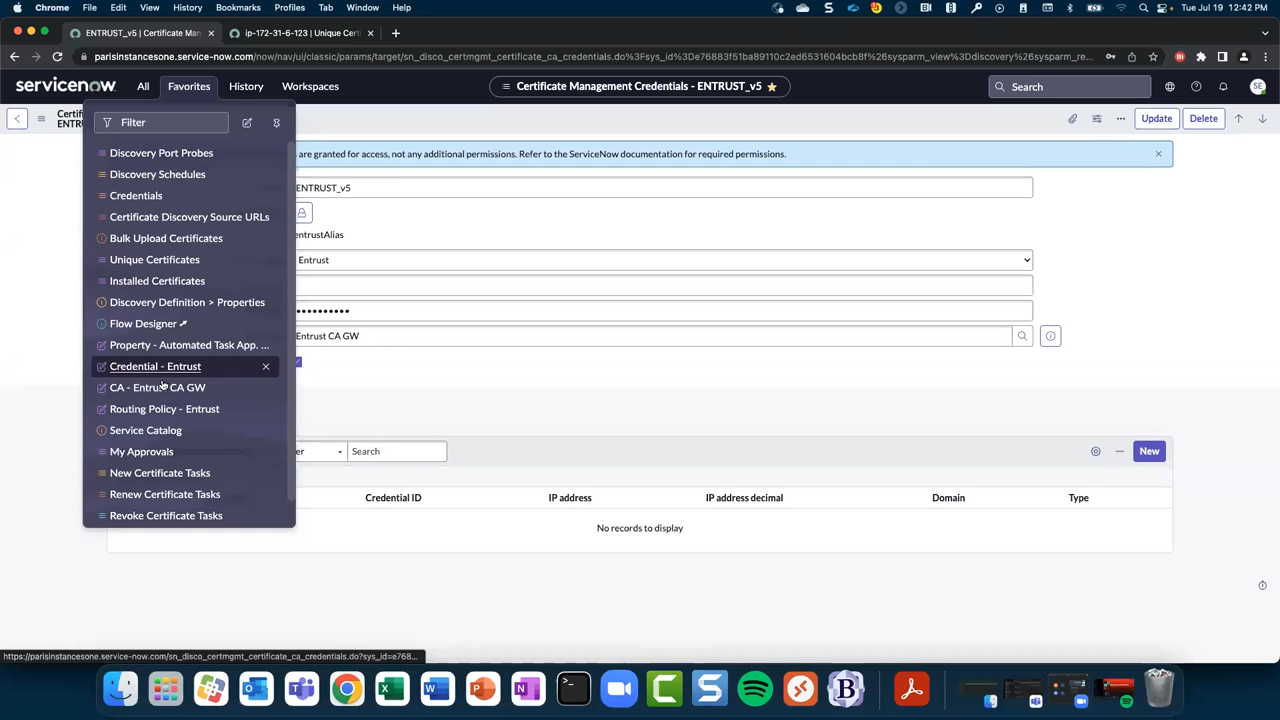 Chrome File Edit View History Bookmarks Profiles Tab Window Help
Tue Jul 19 12:42 PM
ENTRUST_v5 | Certificate Man
ip-172-31-6-123 | Unique Cert
parisinstancesone.service-now.com/now/nav/ui/classic/params/target/sn_disco_certmgmt_certificate_ca_credentials.do%3Fsys_id%3De76883f51ba89110c2ed6531604bcb8f%26sysparm_view%3Ddiscovery%26sysparm_re...
servicenow
All Favorites History Workspaces
Certificate Management Credentials - ENTRUST_v5
Search
SE
Certif
ENTRU
Update Delete
Filter
are granted for access, not any additional permissions. Refer to the ServiceNow documentation for required permissions.
Discovery Port Probes
Discovery Schedules
ENTRUST_v5
Credentials
Certificate Discovery Source URLs
entrustAlias
Bulk Upload Certificates
Unique Certificates
Entrust
Installed Certificates
Discovery Definition > Properties
Flow Designer
Entrust CA GW
Property - Automated Task App. ...
Credential - Entrust
CA - Entrust CA GW
Routing Policy - Entrust
Service Catalog
My Approvals
Search
New
New Certificate Tasks
Renew Certificate Tasks
Credential ID IP address IP address decimal Domain Type
Revoke Certificate Tasks
No records to display
https://parisinstancesone.service-now.com/sn_disco_certmgmt_certificate_ca_credentials.do?sys_id=e768...